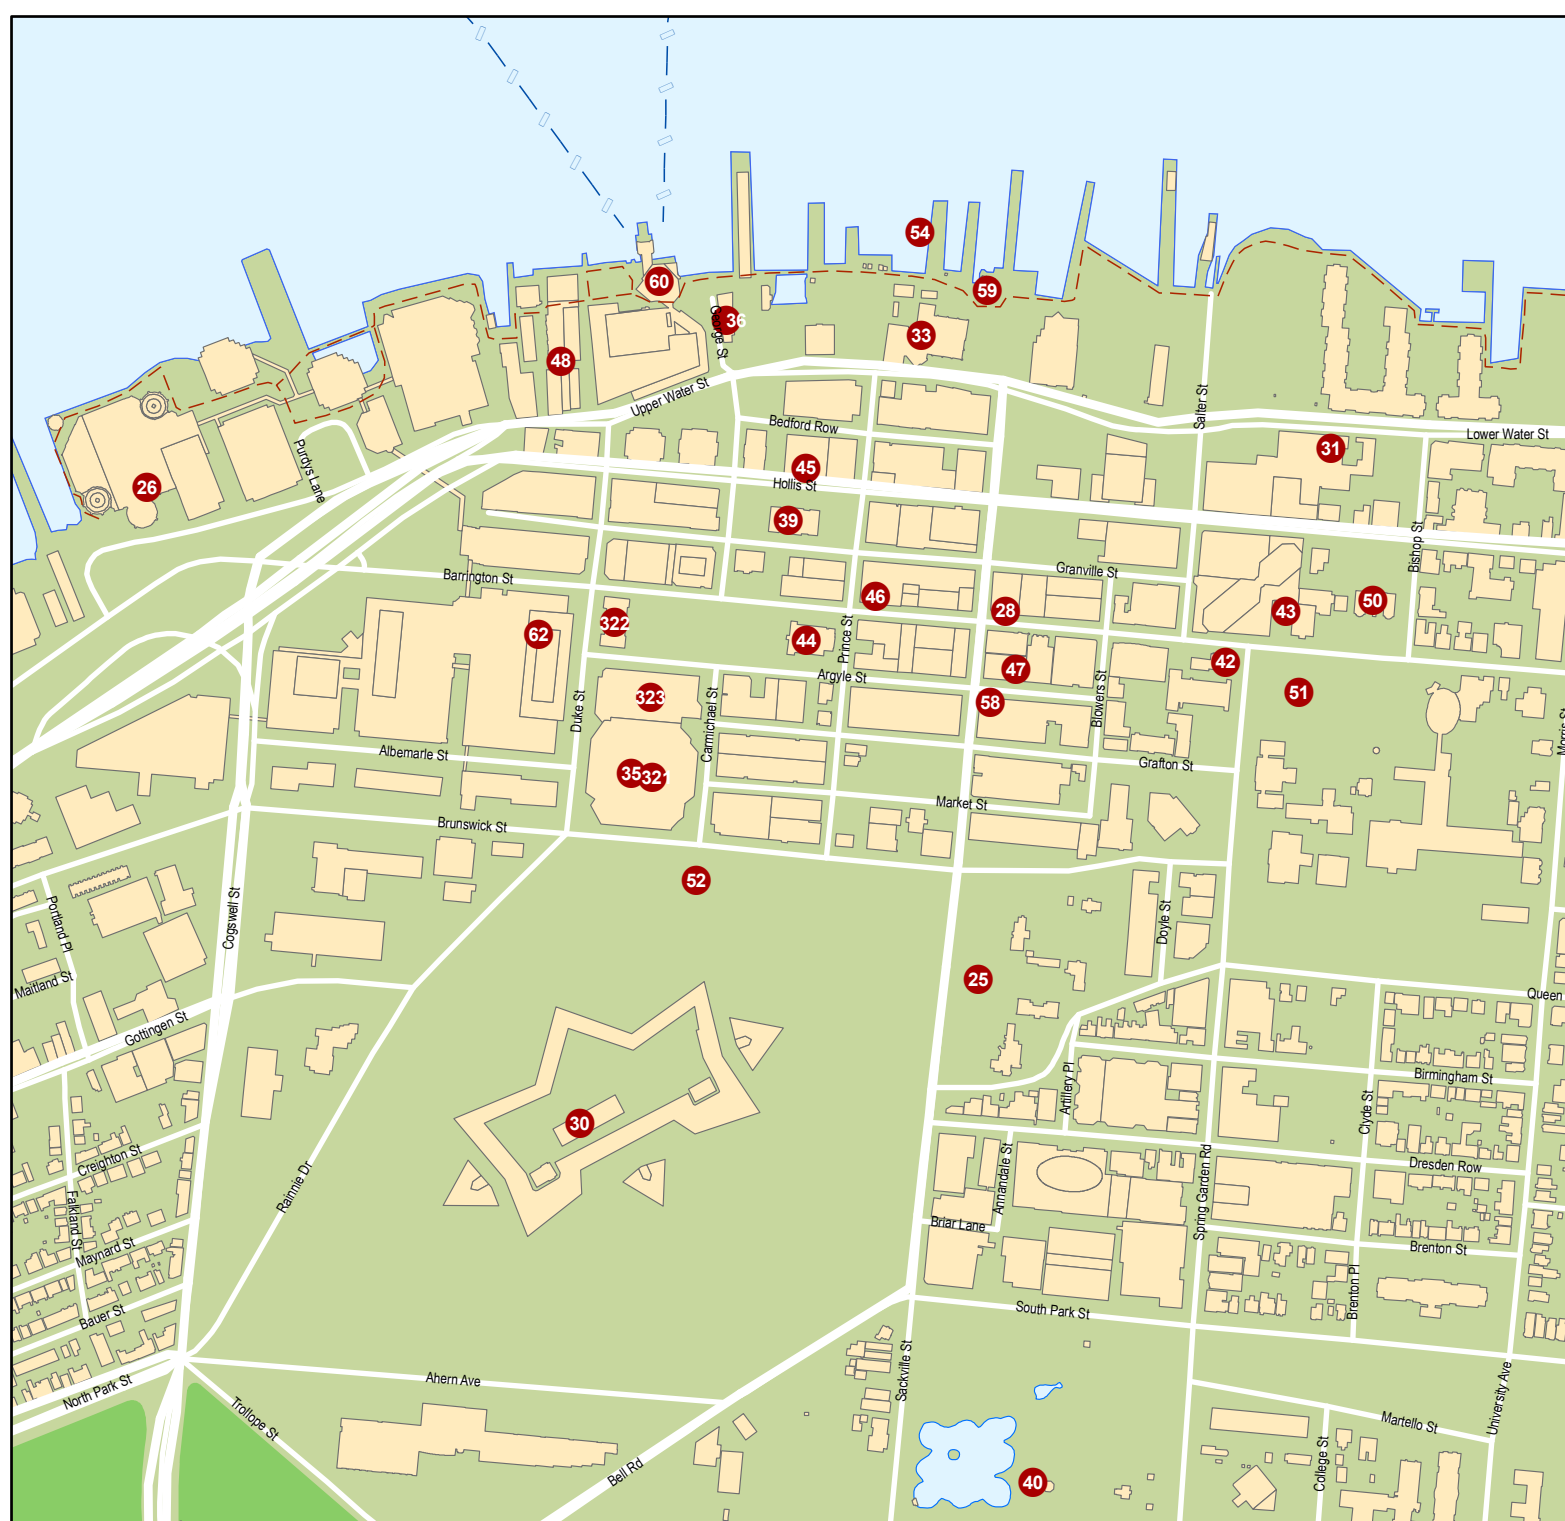 54
60
59
36
George St
33
48
Upper Water St
Salter St
Bedford Row
Lower Water St
31
Purdys Lane
45
26
Hollis St
39
Bishop St
Granville St
Barrington St
46
28
50
43
322
62
44
Prince St
42
47
Argyle St
51
323
58
Blowers St
Duke St
Carmichael St
Morris St
Albemarle St
Grafton St
35
321
Market St
Brunswick St
52
Cogswell St
Portland Pl
Doyle St
25
Maitland St
Queen
Gottingen St
Birmingham St
Artillery Pl
Clyde St
30
Creighton St
Dresden Row
Annandale St
Spring Garden Rd
Rainnie Dr
Falkland St
Briar Lane
Maynard St
Brenton St
Brenton Pl
Bauer St
South Park St
Sackville St
Ahern Ave
North Park St
University Ave
Trollope St
Martello St
College St
Bell Rd
40